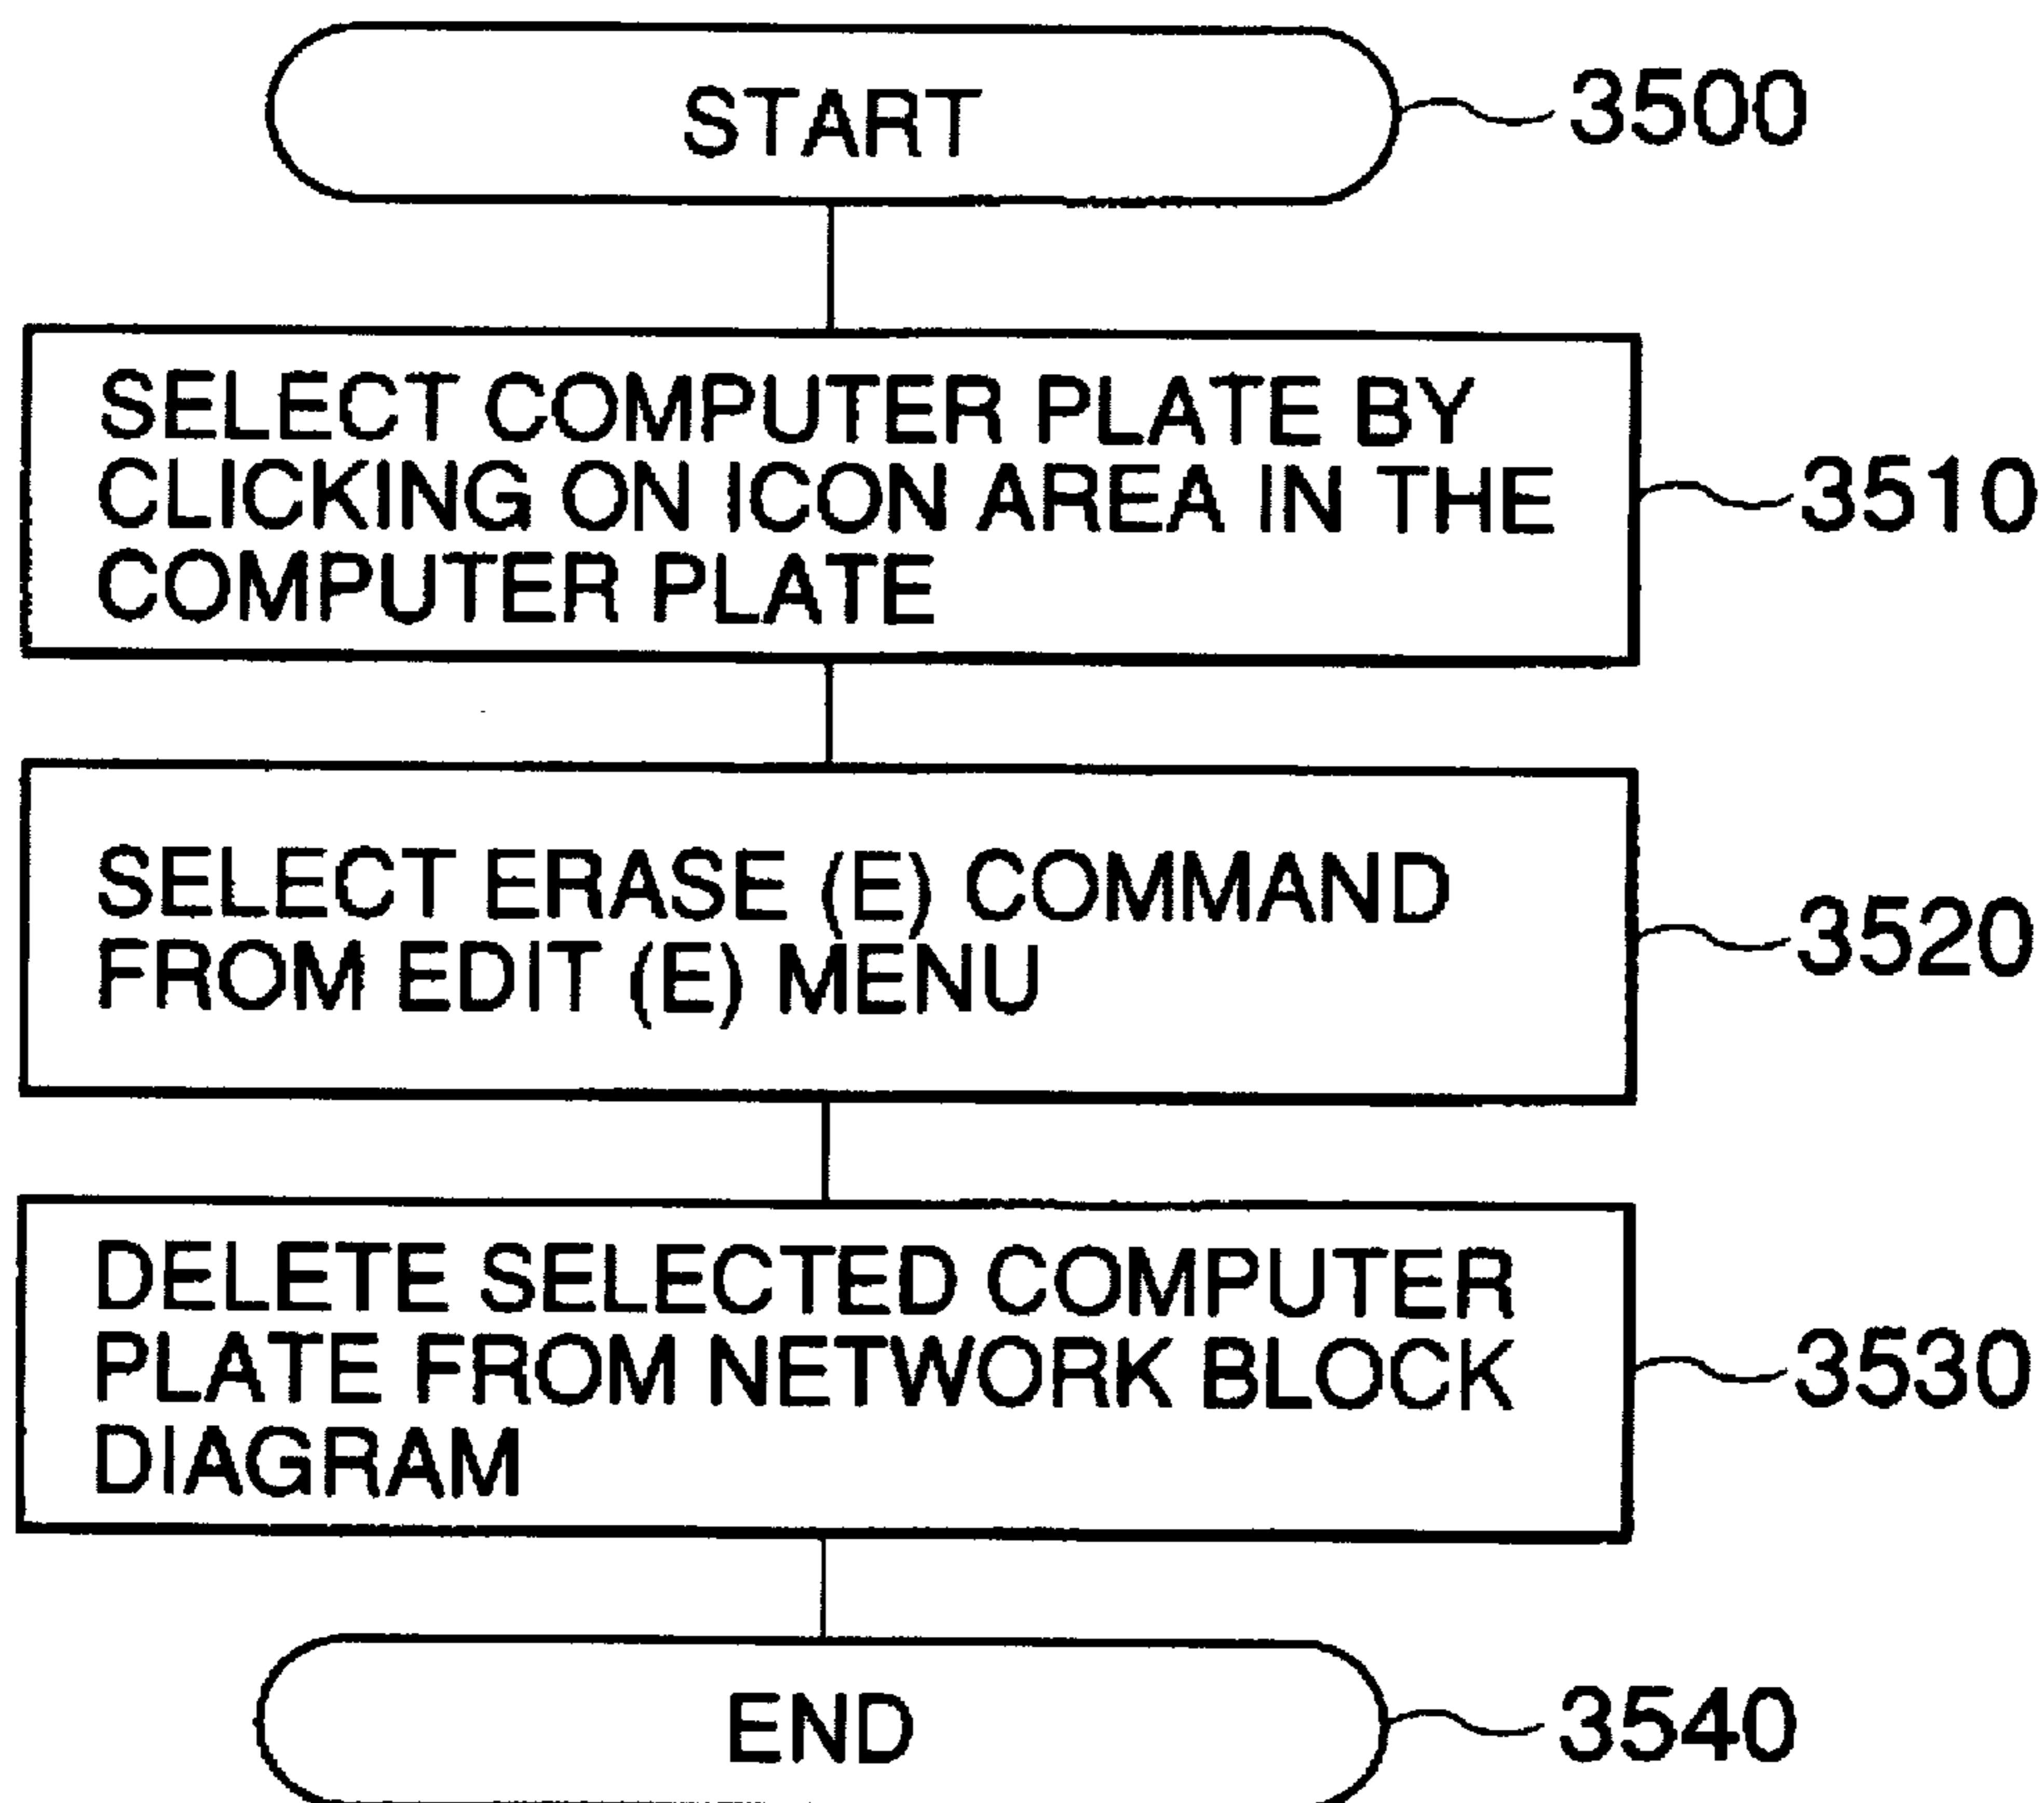 START
3500
SELECT COMPUTER PLATE BY
CLICKING ON ICON AREA IN THE
COMPUTER PLATE
3510
SELECT ERASE (E) COMMAND
FROM EDIT (E) MENU
3520
DELETE SELECTED COMPUTER
PLATE FROM NETWORK BLOCK
DIAGRAM
3530
END
3540